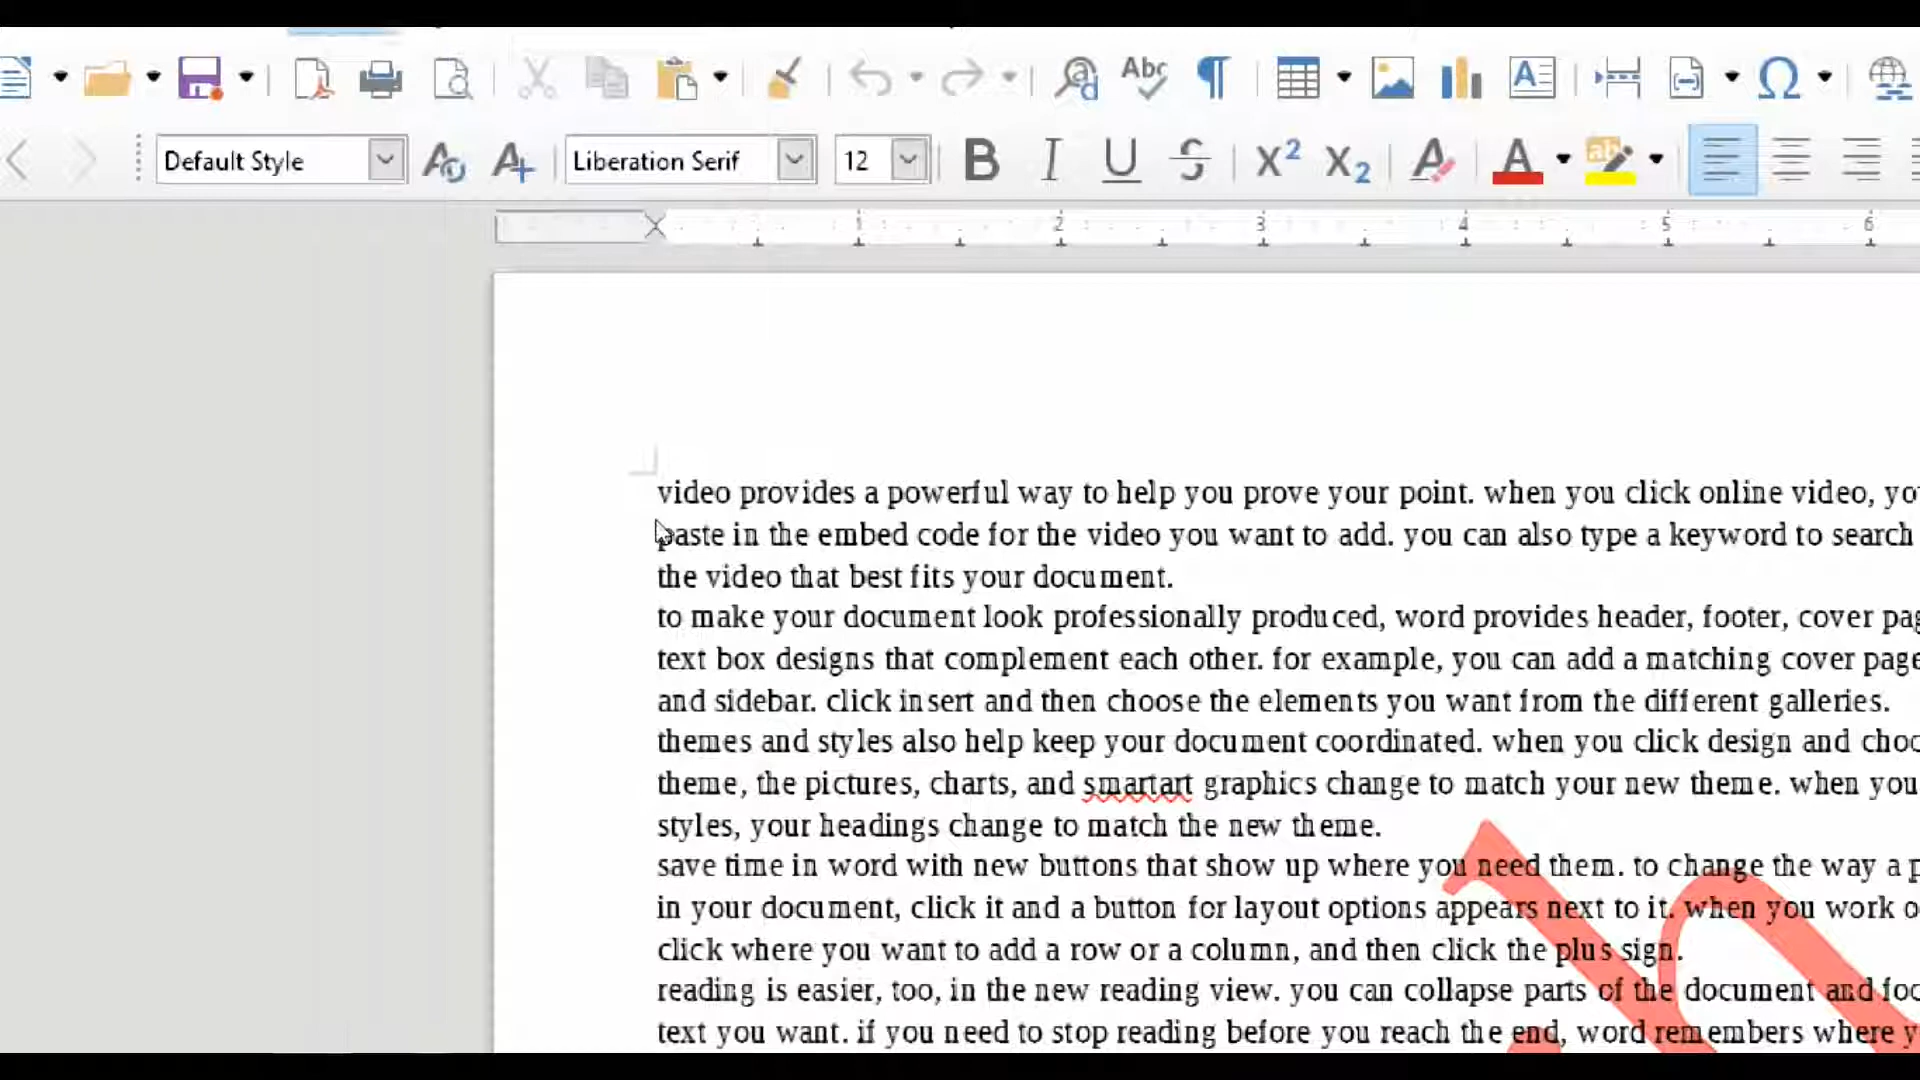 Abc
A
Default Style
Liberation Serif
12
B I U S X2 X2 A A ab
1 2 3 4 5 6
video provides a powerful way to help you prove your point. when you click online video,
paste in the embed code for the video you want to add. you can also type a keyword to search
the video that best fits your document.
to make your document look professionally produced, word provides header, footer, cover
text box designs that complement each other. for example, you can add a matching cover page
and sidebar. click insert and then choose the elements you want from the different galleries.
themes and styles also help keep your document coordinated. when you click design and
theme, the pictures, charts, and smartart graphics change to match your new theme. when you
styles, your headings change to match the new theme.
save time in word with new buttons that show up where you need them. to change the way a
in your document, click it and a button for layout options appears next to it. when you work
click where you want to add a row or a column, and then click the plus sign.
reading is easier, too, in the new reading view. you can collapse parts of the document and
text you want. if you need to stop reading before you reach the end, word remembers where